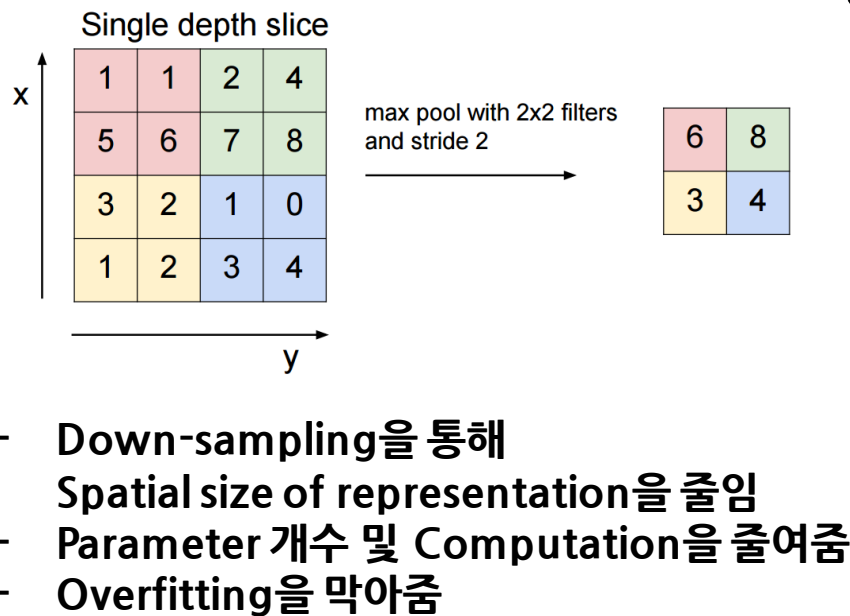 Single depth slice
x
1 1 2 4
5 6 7 8
3 2 1 0
1 2 3 4
y
max pool with 2x2 filters
and stride 2
6 8
3 4
- Down-sampling을 통해
Spatial size of representation을 줄임
- Parameter 개수 및 Computation을 줄여줌
- Overfitting을 막아줌